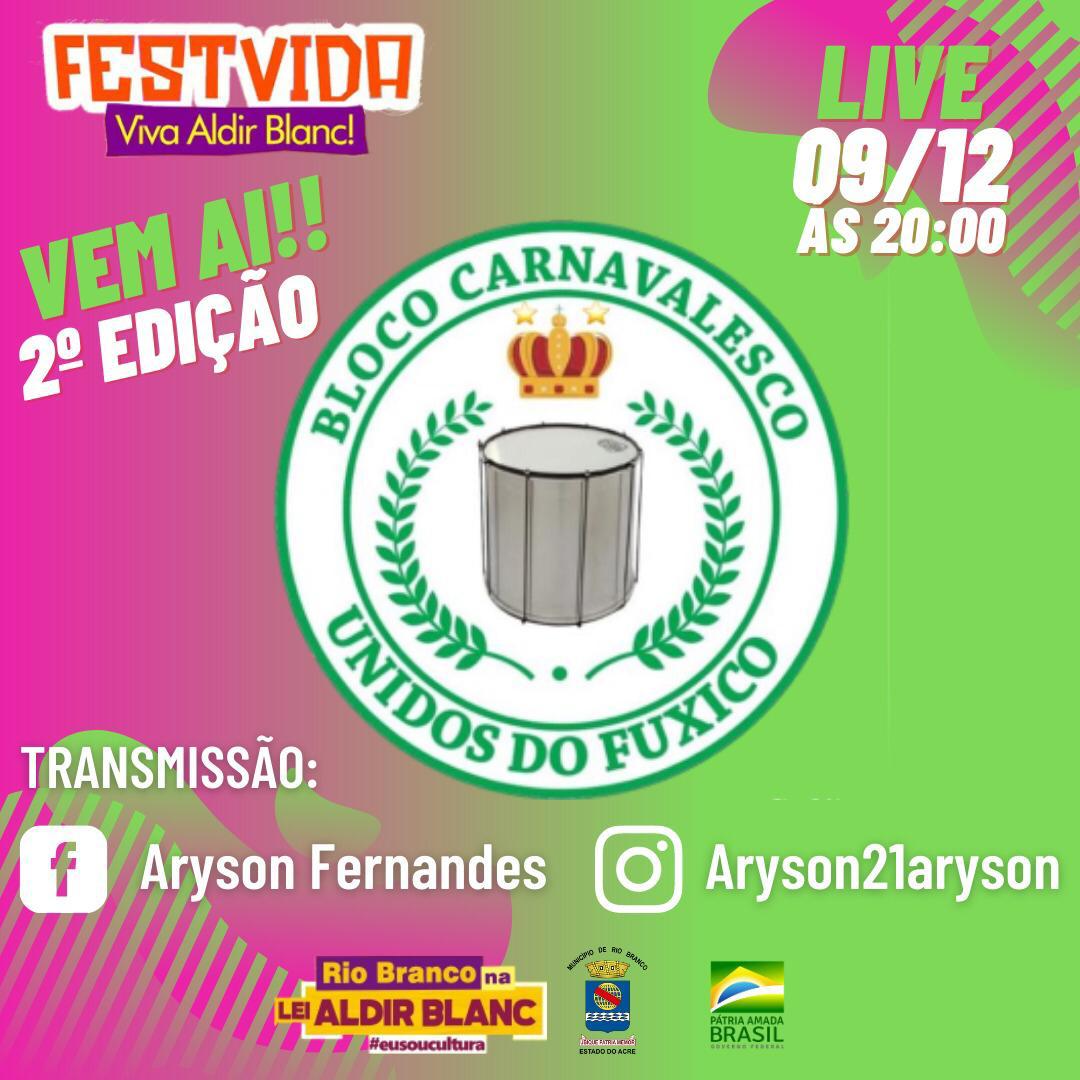 FESTVIDA
Viva Aldir Blanc!
LIVE
09/12
ÀS 20:00
VEM AI!!
2º EDIÇÃO
BLOCO CARNAVALESCO
UNIDOS DO FUXICO
TRANSMISSÃO:
Aryson Fernandes
Aryson21aryson
Rio Branco na
LEI ALDIR BLANC
#eusoucultura
MUNICÍPIO DE RIO BRANCO
ESTADO DO ACRE
PÁTRIA AMADA
BRASIL
GOVERNO FEDERAL